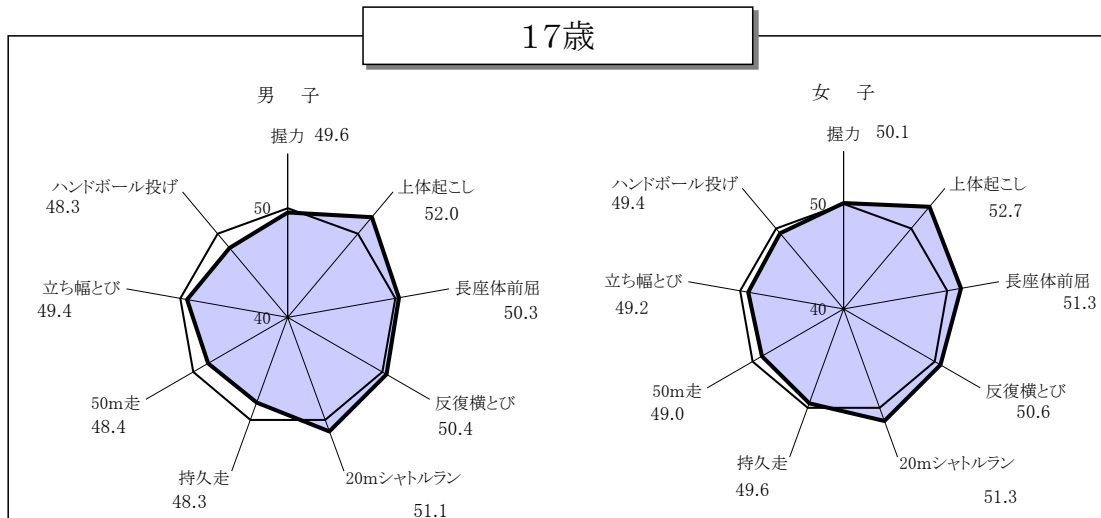 17歳
男 子
握力 49.6
上体起こし
52.0
長座体前屈
50.3
反復横とび
50.4
20mシャトルラン
51.1
持久走
48.3
50m走
48.4
立ち幅とび
49.4
ハンドボール投げ
48.3
50
40
女 子
握力 50.1
上体起こし
52.7
長座体前屈
51.3
反復横とび
50.6
20mシャトルラン
51.3
持久走
49.6
50m走
49.0
立ち幅とび
49.2
ハンドボール投げ
49.4
50
40